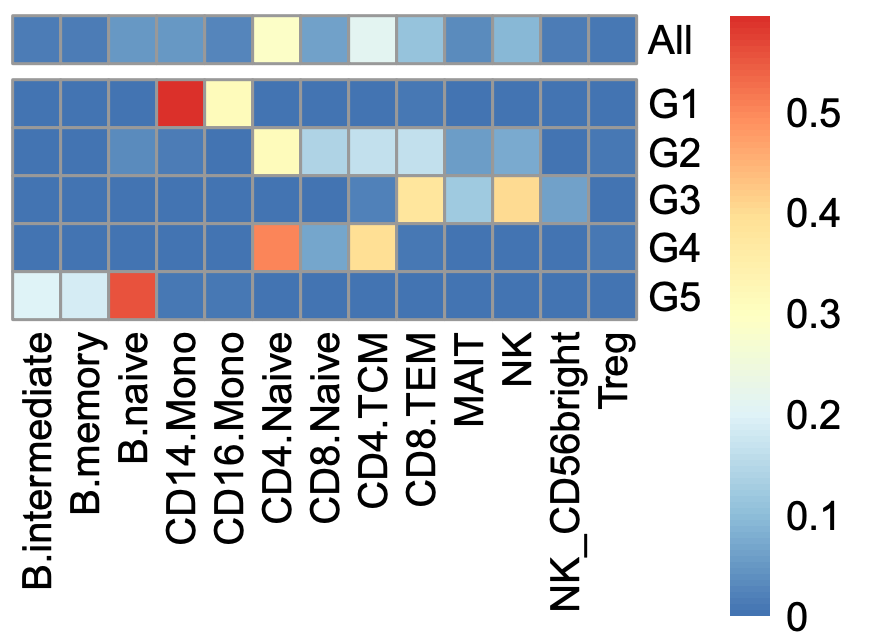 All
G1
G2
G3
G4
G5
B.intermediate
B.memory
B.naive
CD14.Mono
CD16.Mono
CD4.Naive
CD8.Naive
CD4.TCM
CD8.TEM
MAIT
NK
NK_CD56bright
Treg
0.5
0.4
0.3
0.2
0.1
0